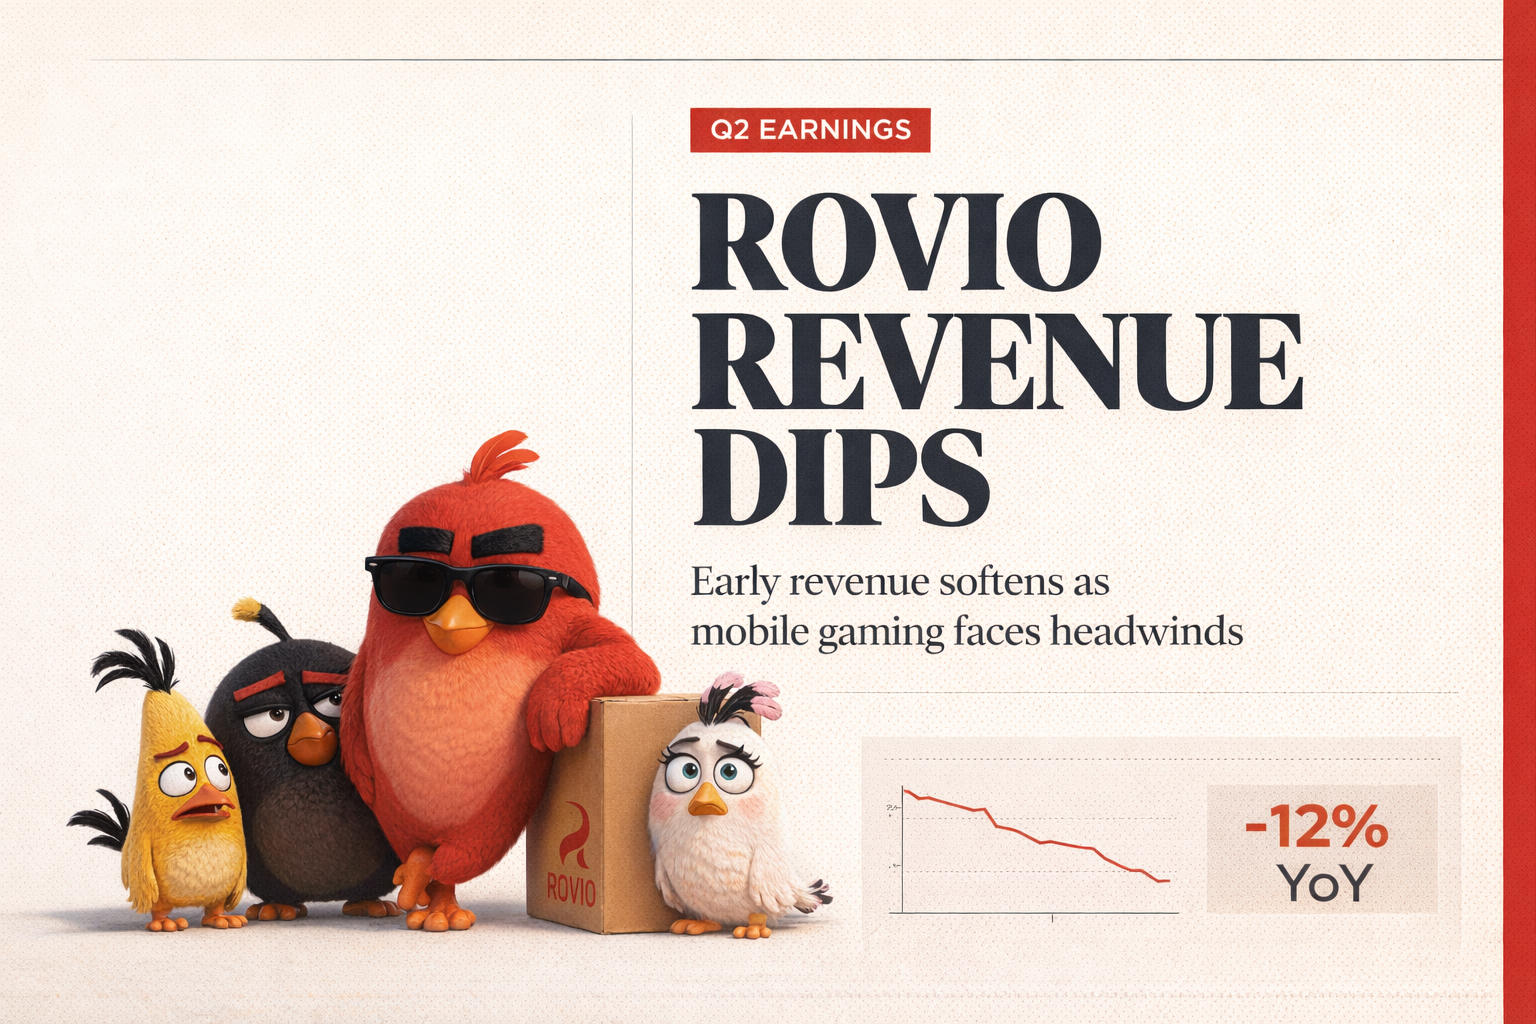 Q2 EARNINGS
ROVIO
REVENUE
DIPS
Early revenue softens as
mobile gaming faces headwinds
ROVIO
-12%
YoY